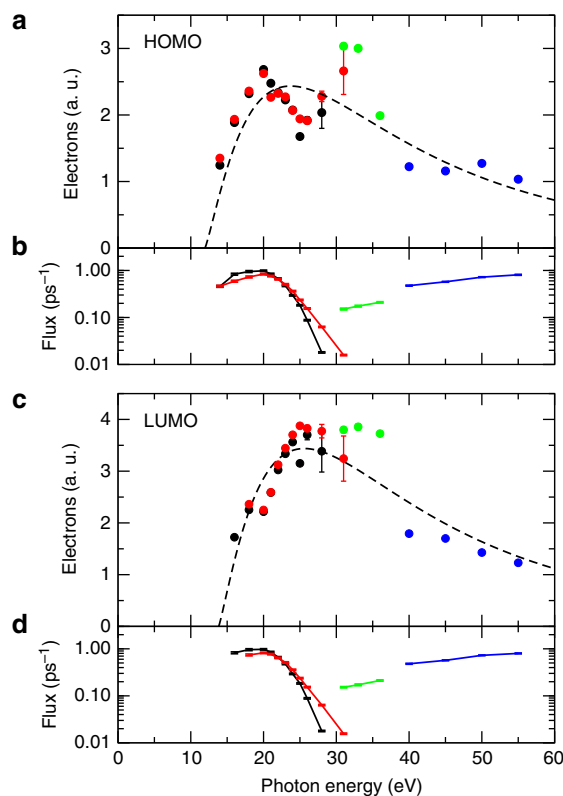 a
HOMO
Electrons (a. u.)
3
2
1
0
b
Flux (ps⁻¹)
1.00
0.10
0.01
c
LUMO
Electrons (a. u.)
4
3
2
1
0
d
Flux (ps⁻¹)
1.00
0.10
0.01
0 10 20 30 40 50 60
Photon energy (eV)